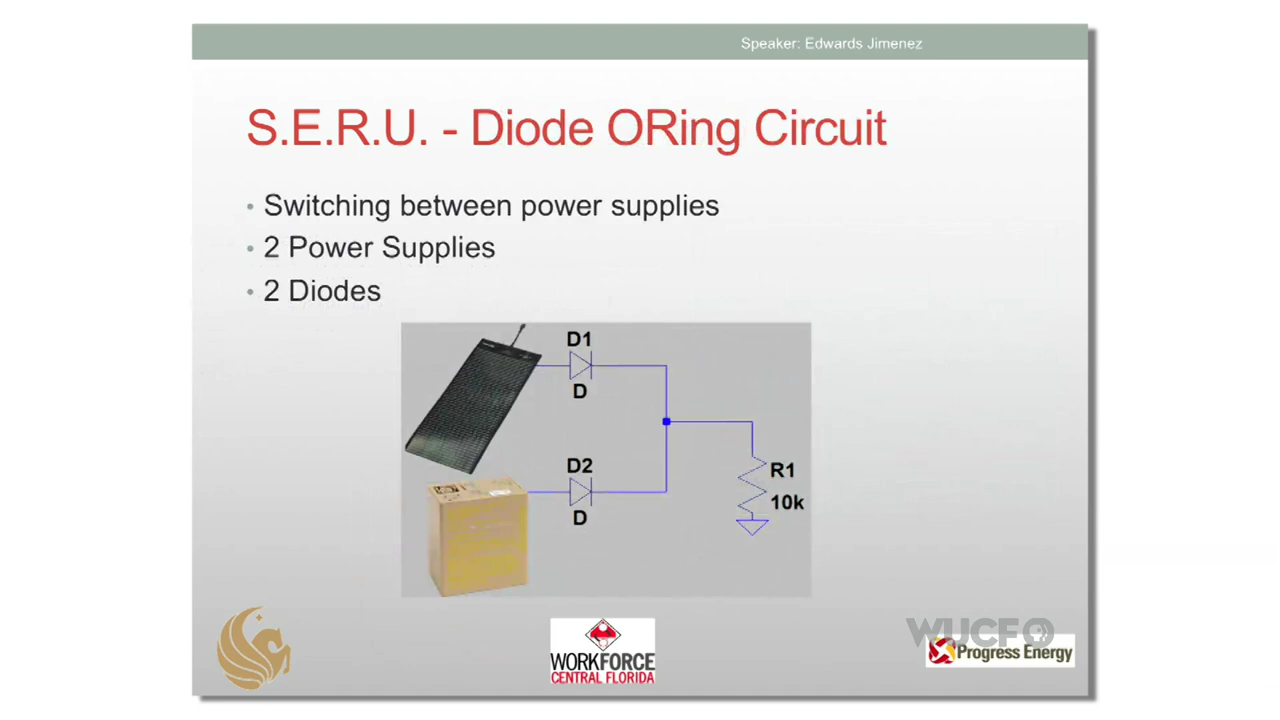 Speaker: Edwards Jimenez
S.E.R.U. - Diode ORing Circuit
• Switching between power supplies
• 2 Power Supplies
• 2 Diodes
D1
D
D2
D
R1
10k
WORKFORCE
CENTRAL FLORIDA
WUCF
Progress Energy